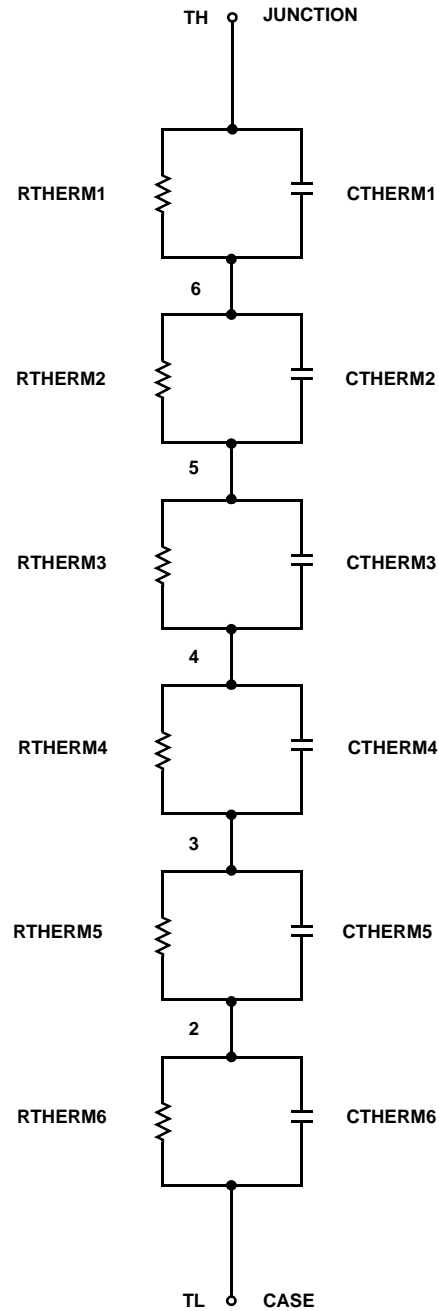 TH JUNCTION
RTHERM1 CTHERM1
6
RTHERM2 CTHERM2
5
RTHERM3 CTHERM3
4
RTHERM4 CTHERM4
3
RTHERM5 CTHERM5
2
RTHERM6 CTHERM6
TL CASE